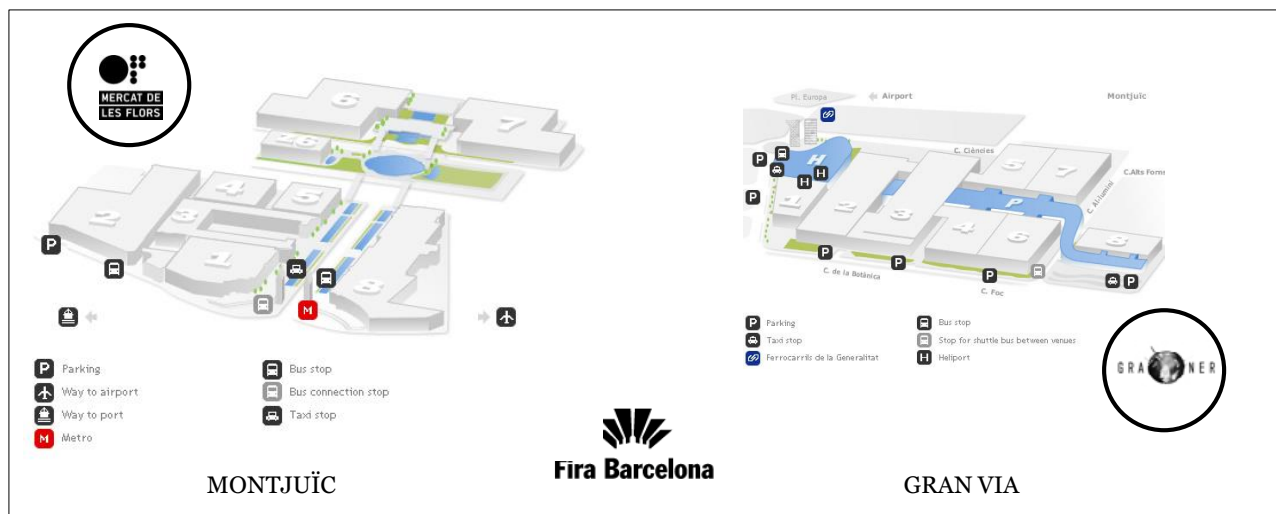 MERCAT DE
LES FLORS
6
7
4
5
2
3
1
8
P
M
P Parking
Way to airport
Way to port
M Metro
Bus stop
Bus connection stop
Taxi stop
MONTJUÏC
Fira Barcelona
Pl. Europa
Airport
Montjuïc
C. Ciències
C.Alts Forns
C. Al·lumini
H
P
P
H
H
1
2
3
4
6
5
7
P
8
P
P
P
P
C. de la Botànica
C. Foc
P Parking
Taxi stop
Ferrocarrils de la Generalitat
Bus stop
Stop for shuttle bus between venues
H Heliport
GRA NER
GRAN VIA